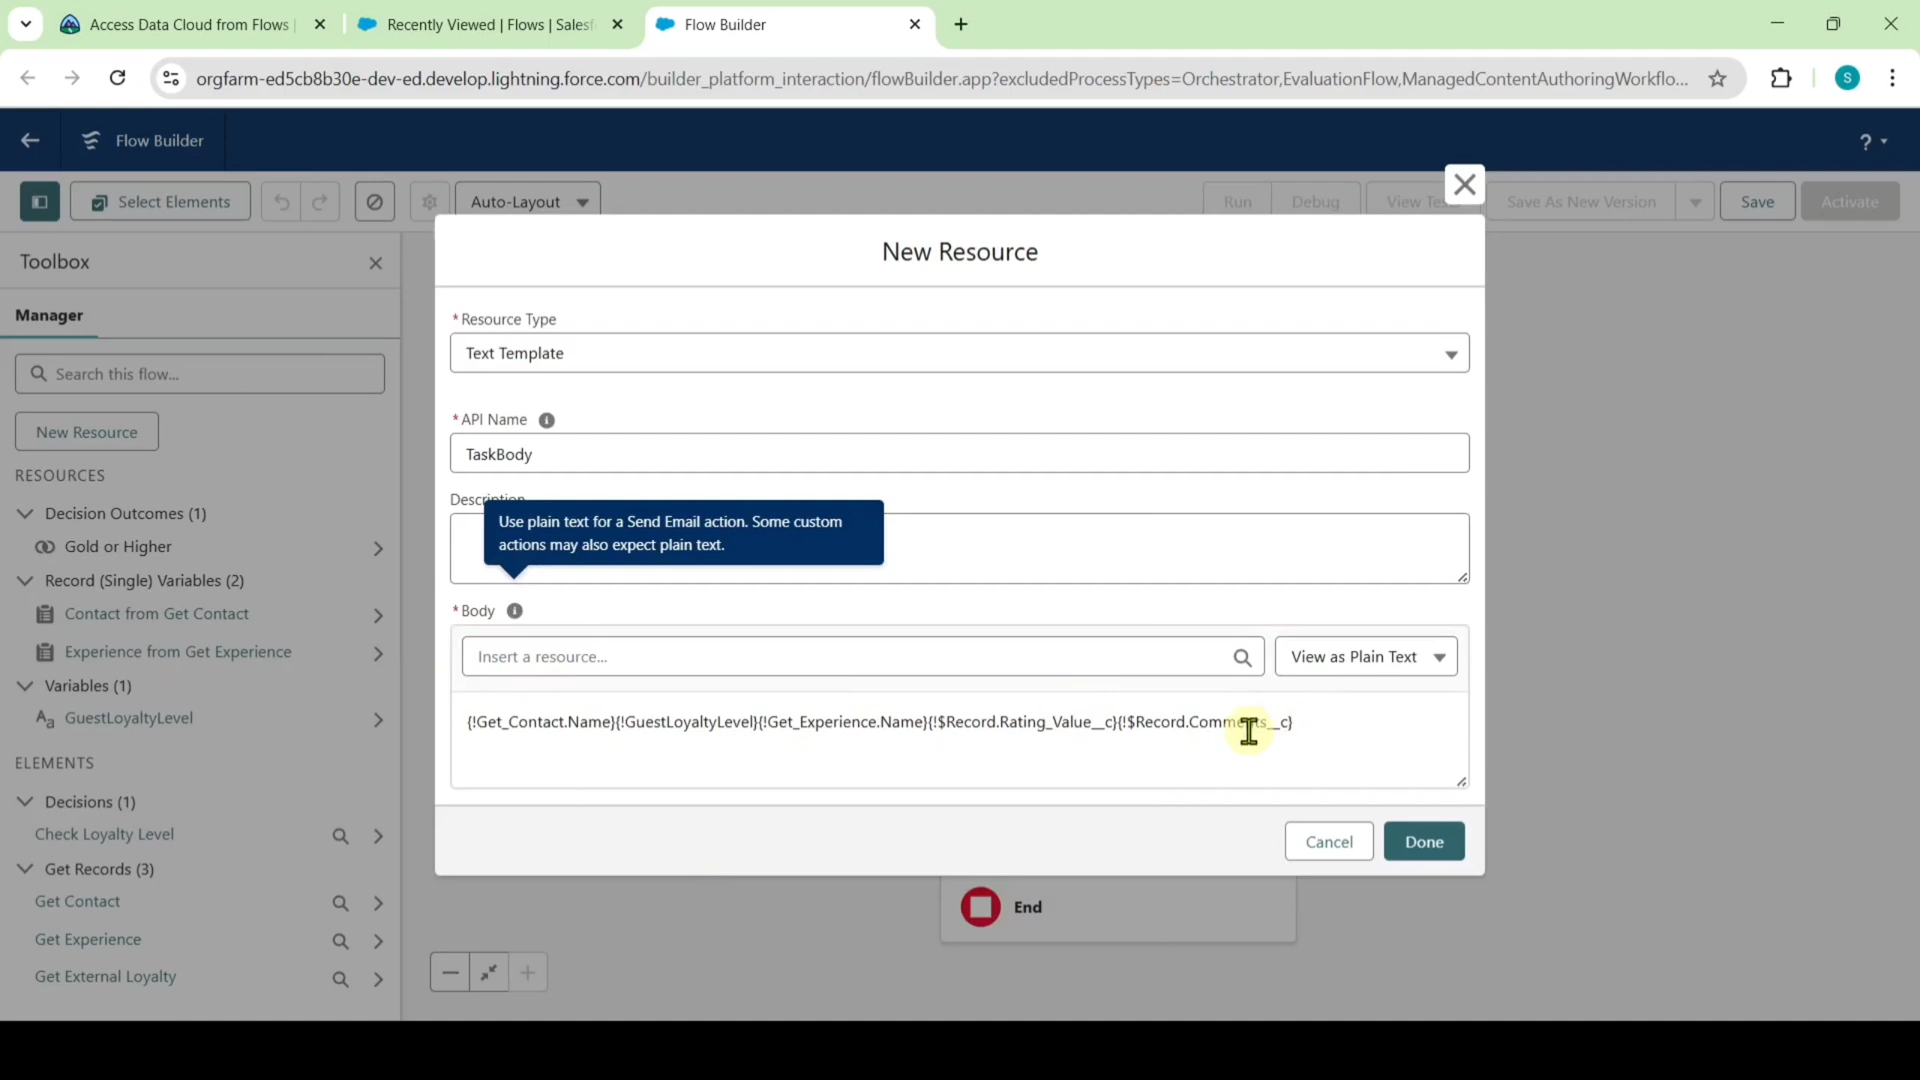 Access Data Cloud from Flows
Recently Viewed | Flows | Salesf
Flow Builder
orgfarm-ed5cb8b30e-dev-ed.develop.lightning.force.com/builder_platform_interaction/flowBuilder.app?excludedProcessTypes=Orchestrator,EvaluationFlow,ManagedContentAuthoringWorkflo...
S
Flow Builder
?
Select Elements
Auto-Layout
Run
Debug
View Tes
Save As New Version
Save
Activate
Toolbox
Manager
Search this flow...
New Resource
RESOURCES
Decision Outcomes (1)
Gold or Higher
Record (Single) Variables (2)
Contact from Get Contact
Experience from Get Experience
Variables (1)
Aa GuestLoyaltyLevel
ELEMENTS
Decisions (1)
Check Loyalty Level
Get Records (3)
Get Contact
Get Experience
Get External Loyalty
New Resource
* Resource Type
Text Template
* API Name
TaskBody
Description
Use plain text for a Send Email action. Some custom
actions may also expect plain text.
* Body
Insert a resource...
View as Plain Text
{!Get_Contact.Name}{!GuestLoyaltyLevel}{!Get_Experience.Name}{!$Record.Rating_Value__c}{!$Record.Comments__c}
Cancel
Done
End